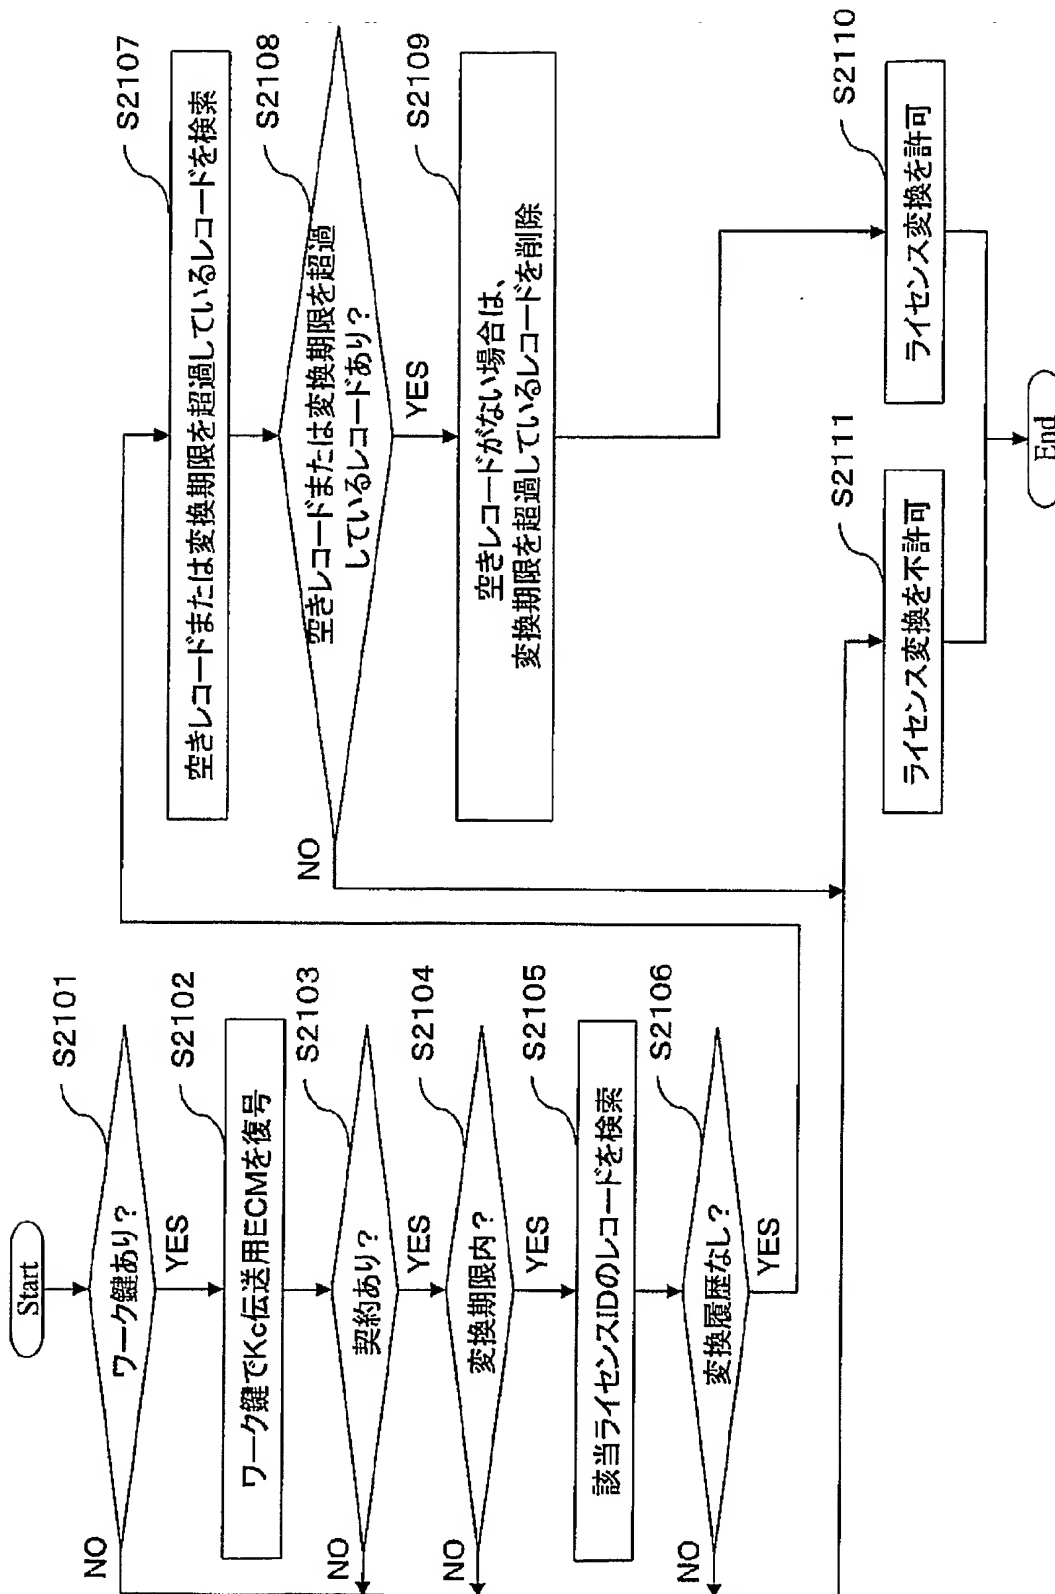 Start
S2101
ワーク鍵あり?
NO
YES
S2102
ワーク鍵でKc伝送用ECMを復号
S2103
契約あり?
NO
YES
S2104
変換期限内?
NO
YES
S2105
該当ライセンスIDのレコードを検索
S2106
変換履歴なし?
NO
YES
S2107
空きレコードまたは変換期限を超過しているレコードを検索
S2108
空きレコードまたは変換期限を超過
しているレコードあり?
NO
YES
S2109
空きレコードがない場合は、
変換期限を超過しているレコードを削除
S2111
ライセンス変換を不許可
S2110
ライセンス変換を許可
End